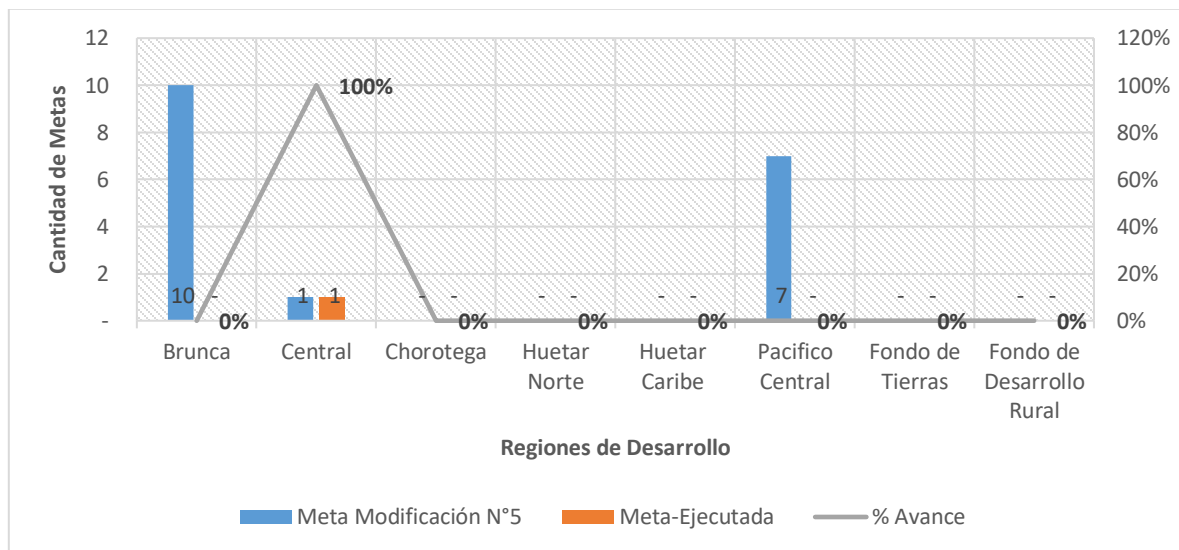 12
10
8
6
4
2
-
120%
100%
80%
60%
40%
20%
0%
Cantidad de Metas
100%
10 - 1 1 - - - - - - 7 - - - - -
0% 0% 0% 0% 0% 0% 0%
Brunca
Central
Chorotega
Huetar
Norte
Huetar
Caribe
Pacifico
Central
Fondo de
Tierras
Fondo de
Desarrollo
Rural
Regiones de Desarrollo
Meta Modificación N°5
Meta-Ejecutada
% Avance